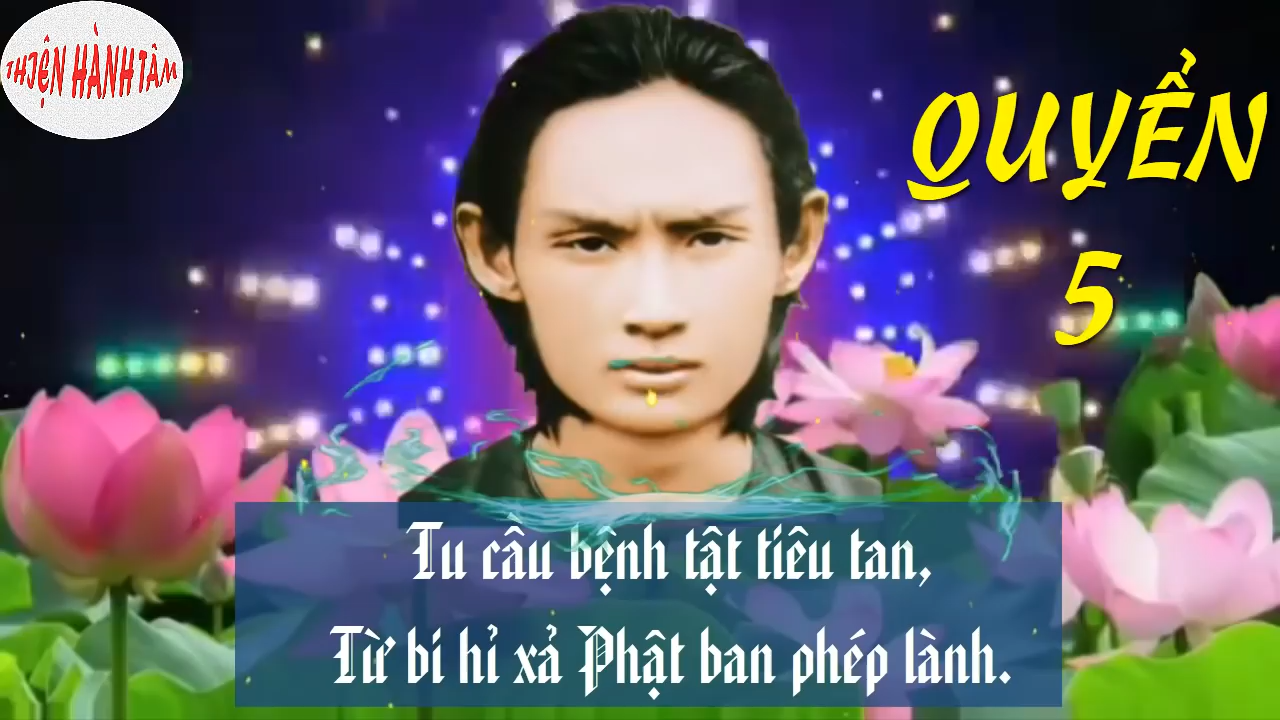 THIỆN HÀNH TÂM
QUYỂN
5
Tu cầu bệnh tật tiêu tan,
Từ bi hỉ xả Phật ban phép lành.